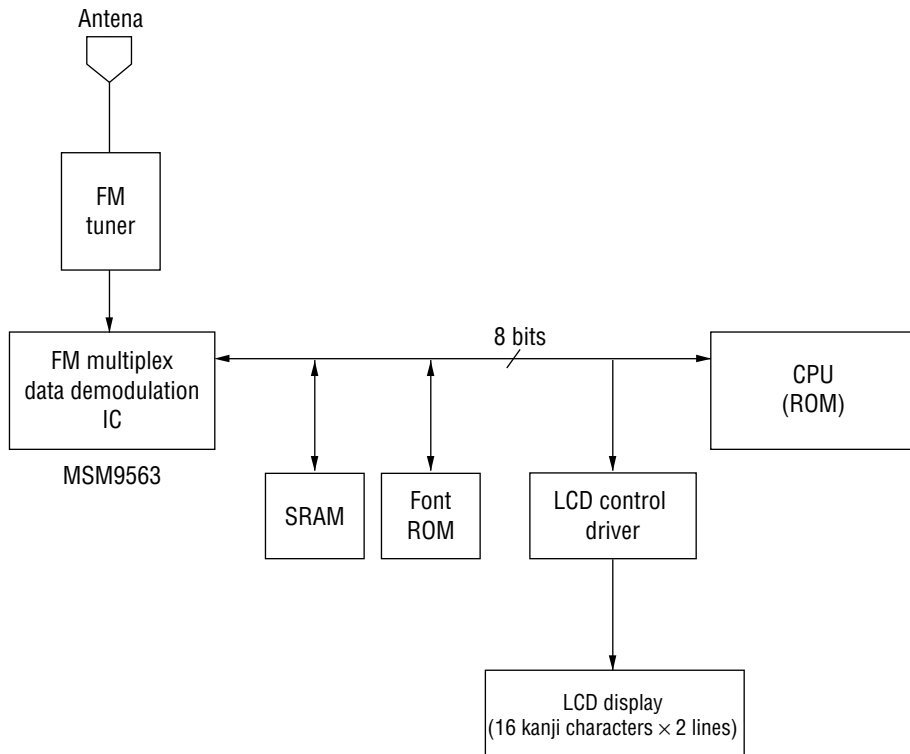 Antena
FM
tuner
8 bits
FM multiplex
data demodulation
IC
CPU
(ROM)
MSM9563
SRAM
Font
ROM
LCD control
driver
LCD display
(16 kanji characters × 2 lines)